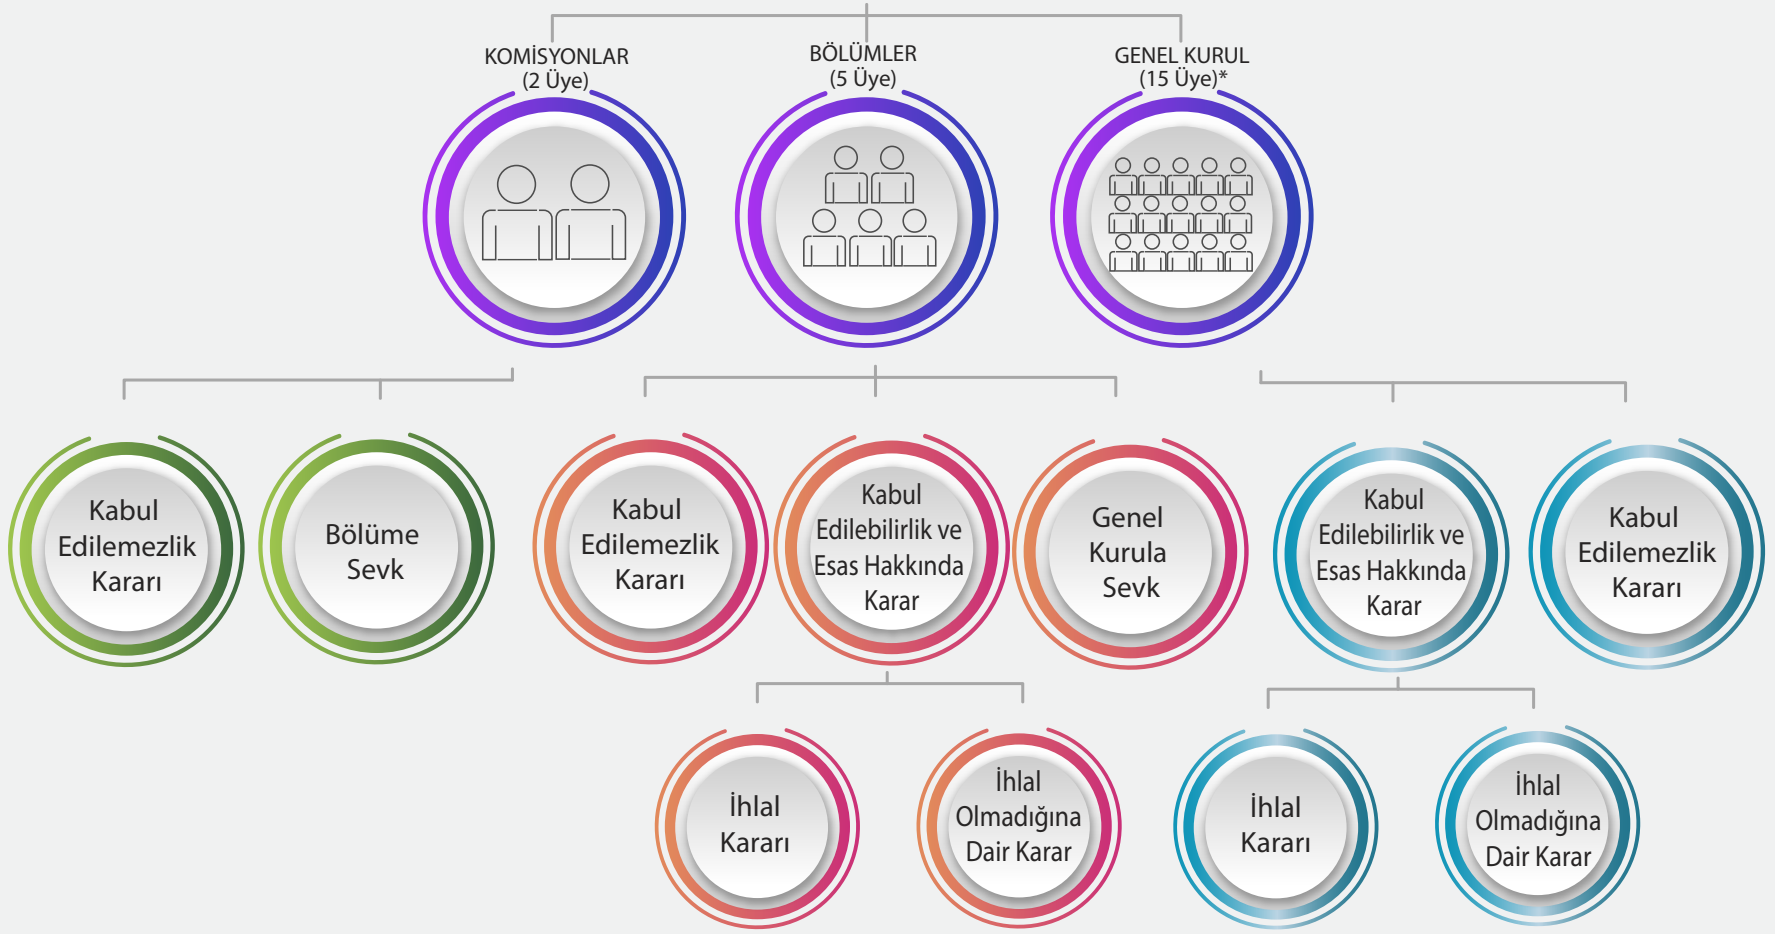 KOMİSYONLAR
(2 Üye)
BÖLÜMLER
(5 Üye)
GENEL KURUL
(15 Üye)*
Kabul
Edilemezlik
Kararı
Bölüme
Sevk
Kabul
Edilemezlik
Kararı
Kabul
Edilebilirlik ve
Esas Hakkında
Karar
Genel
Kurula
Sevk
Kabul
Edilebilirlik ve
Esas Hakkında
Karar
Kabul
Edilemezlik
Kararı
İhlal
Kararı
İhlal
Olmadığına
Dair Karar
İhlal
Kararı
İhlal
Olmadığına
Dair Karar